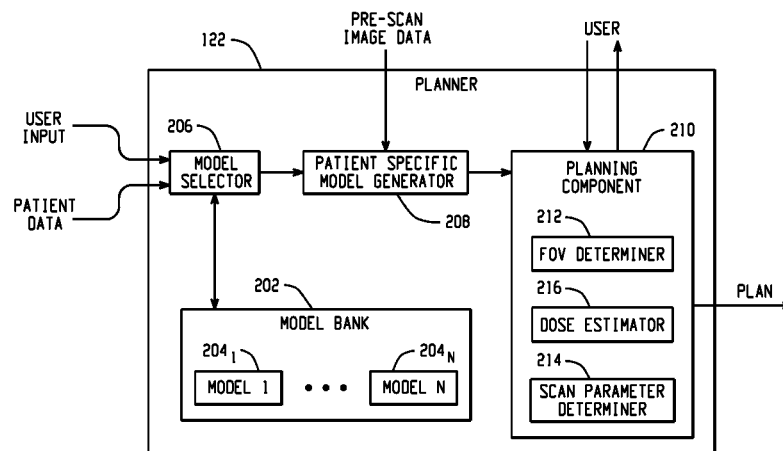 PRE-SCAN
IMAGE DATA
USER
122
PLANNER
USER
INPUT
206
210
MODEL
SELECTOR
PATIENT SPECIFIC
MODEL GENERATOR
PLANNING
COMPONENT
PATIENT
DATA
208
212
FOV DETERMINER
202
216
PLAN
MODEL BANK
DOSE ESTIMATOR
204 1
204 N
214
MODEL 1
• • •
MODEL N
SCAN PARAMETER
DETERMINER